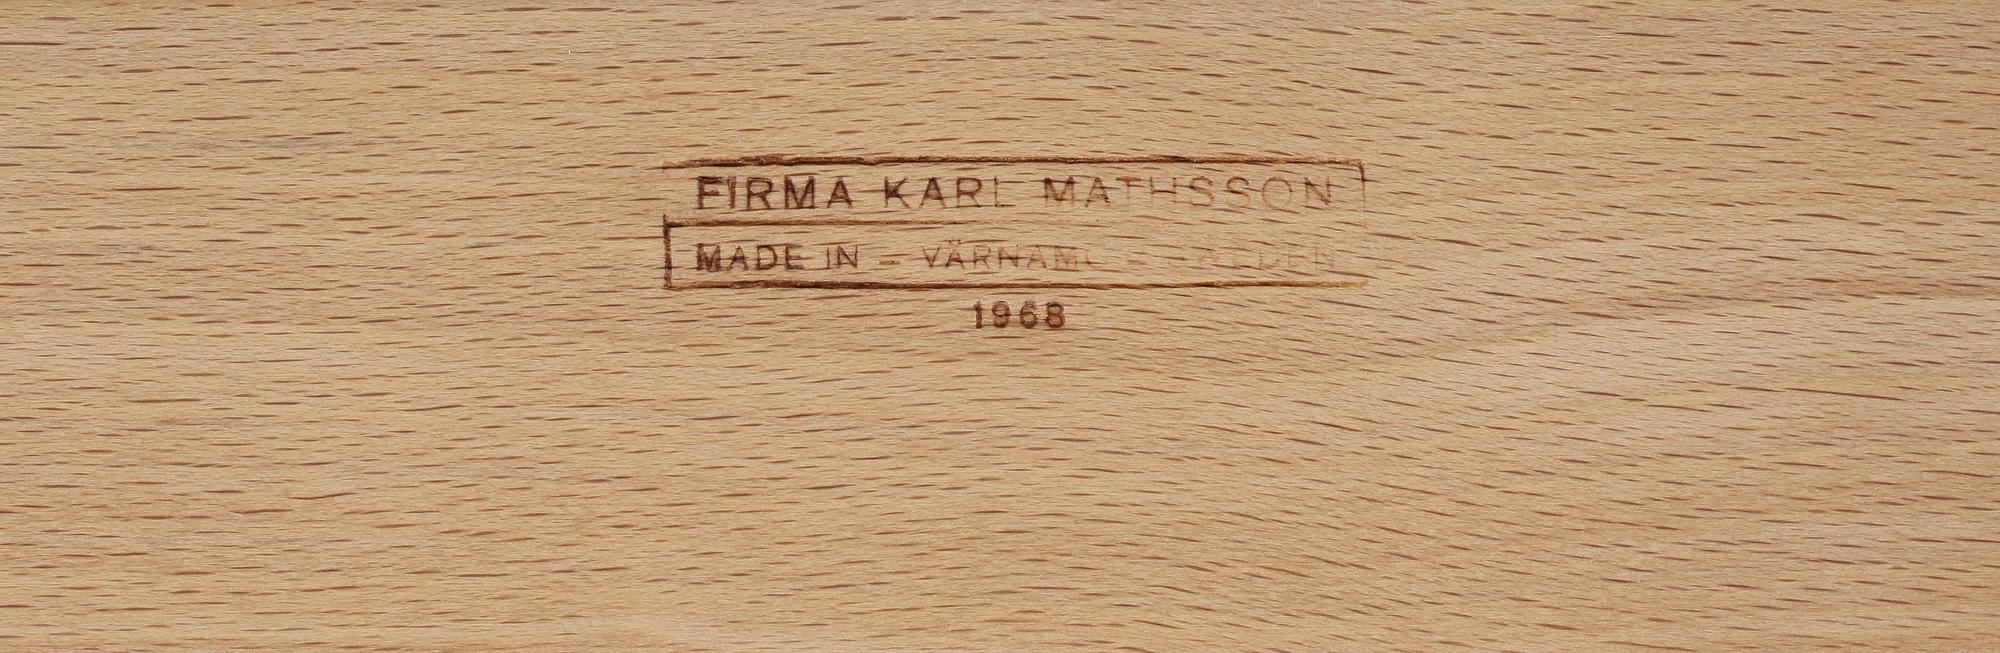 FIRMA KARL MATHSSON
MADE IN – VÄRNAMO – SWEDEN
1968